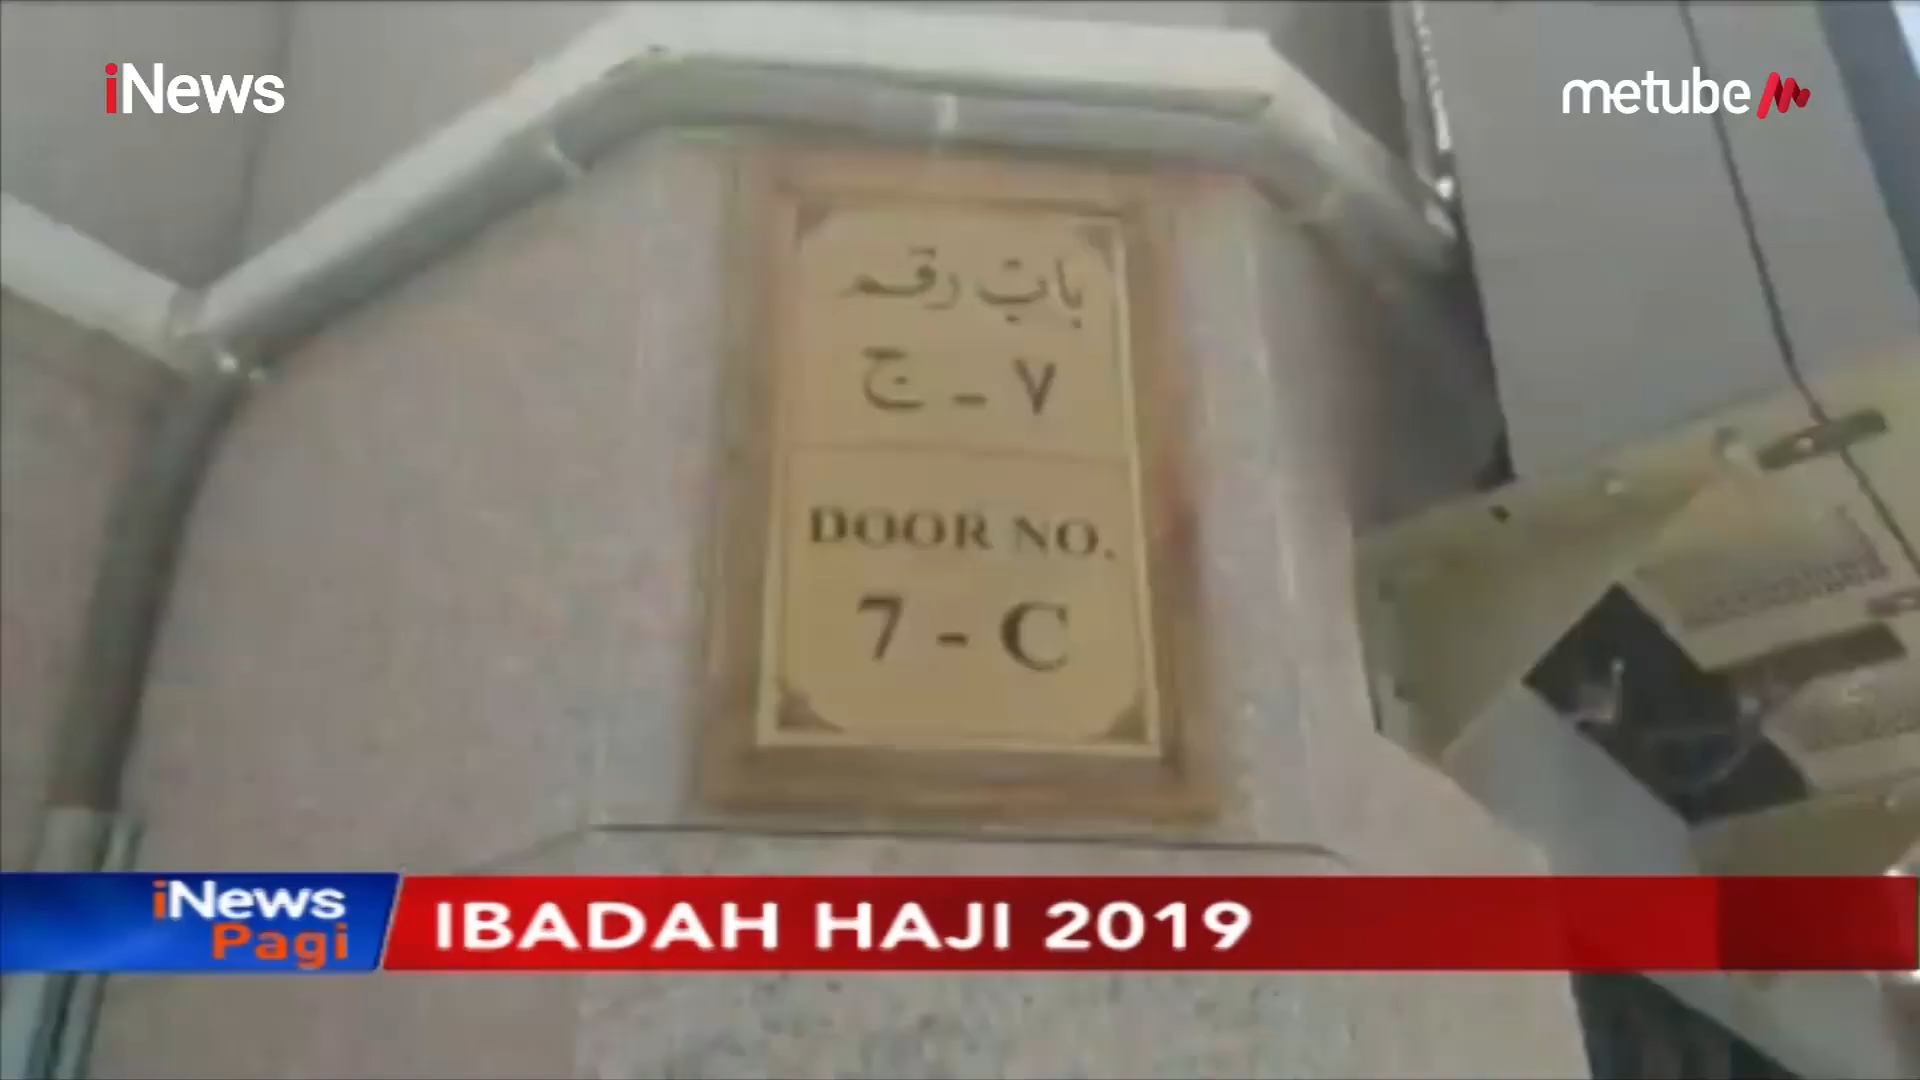 iNews
metube
باب رقم
٧ - ج
DOOR NO.
7 - C
iNews
Pagi
IBADAH HAJI 2019